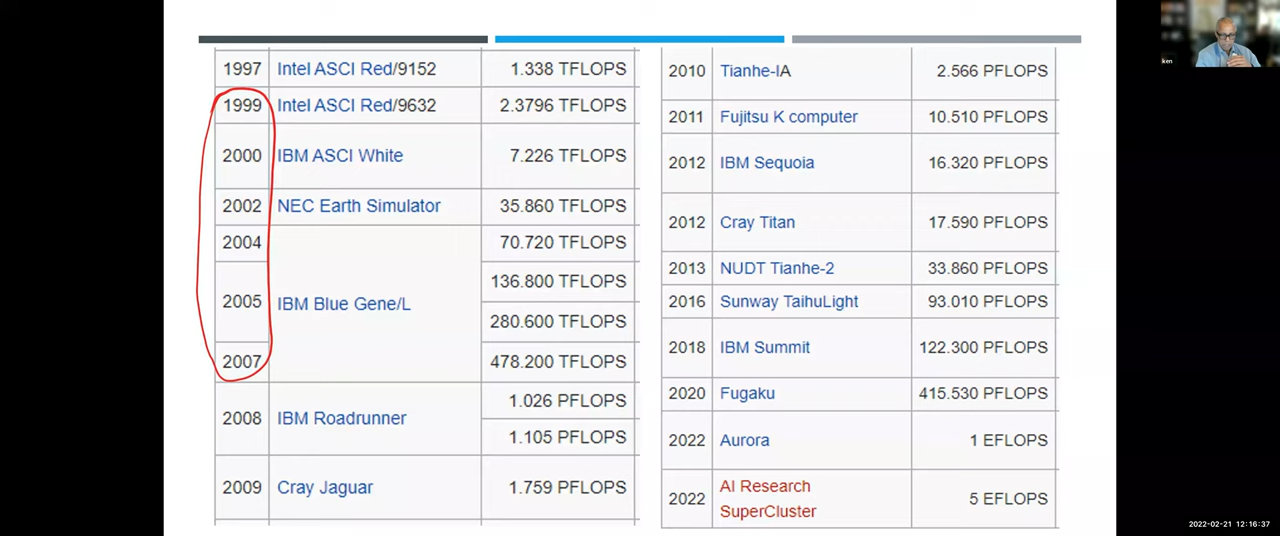 1997 Intel ASCI Red/9152 1.338 TFLOPS
1999 Intel ASCI Red/9632 2.3796 TFLOPS
2000 IBM ASCI White 7.226 TFLOPS
2002 NEC Earth Simulator 35.860 TFLOPS
2004 70.720 TFLOPS
136.800 TFLOPS
2005 IBM Blue Gene/L
280.600 TFLOPS
2007 478.200 TFLOPS
1.026 PFLOPS
2008 IBM Roadrunner
1.105 PFLOPS
2009 Cray Jaguar 1.759 PFLOPS
2010 Tianhe-IA 2.566 PFLOPS
2011 Fujitsu K computer 10.510 PFLOPS
2012 IBM Sequoia 16.320 PFLOPS
2012 Cray Titan 17.590 PFLOPS
2013 NUDT Tianhe-2 33.860 PFLOPS
2016 Sunway TaihuLight 93.010 PFLOPS
2018 IBM Summit 122.300 PFLOPS
2020 Fugaku 415.530 PFLOPS
2022 Aurora 1 EFLOPS
AI Research
2022 5 EFLOPS
SuperCluster
ken
2022-02-21 12:16:37